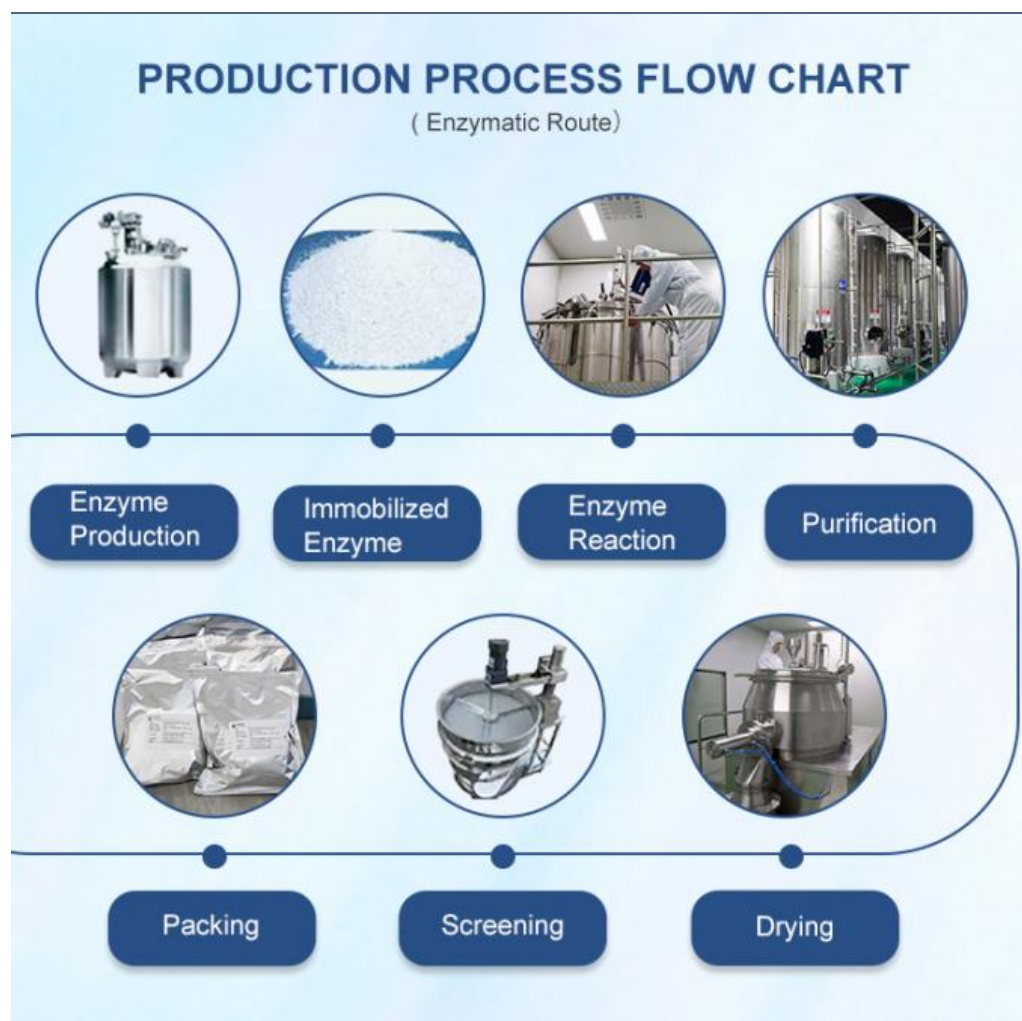 PRODUCTION PROCESS FLOW CHART
( Enzymatic Route）
Enzyme
Production
Immobilized
Enzyme
Enzyme
Reaction
Purification
Packing
Screening
Drying